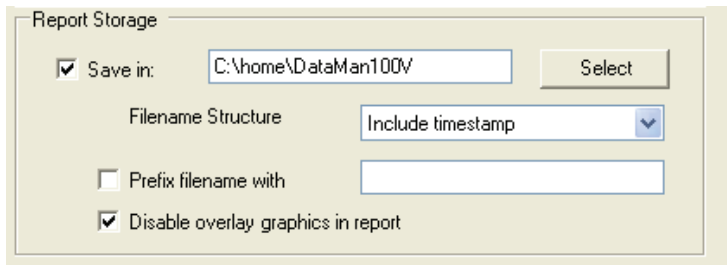 Report Storage
Save in: C:\home\DataMan100V Select
Filename Structure Include timestamp
Prefix filename with
Disable overlay graphics in report